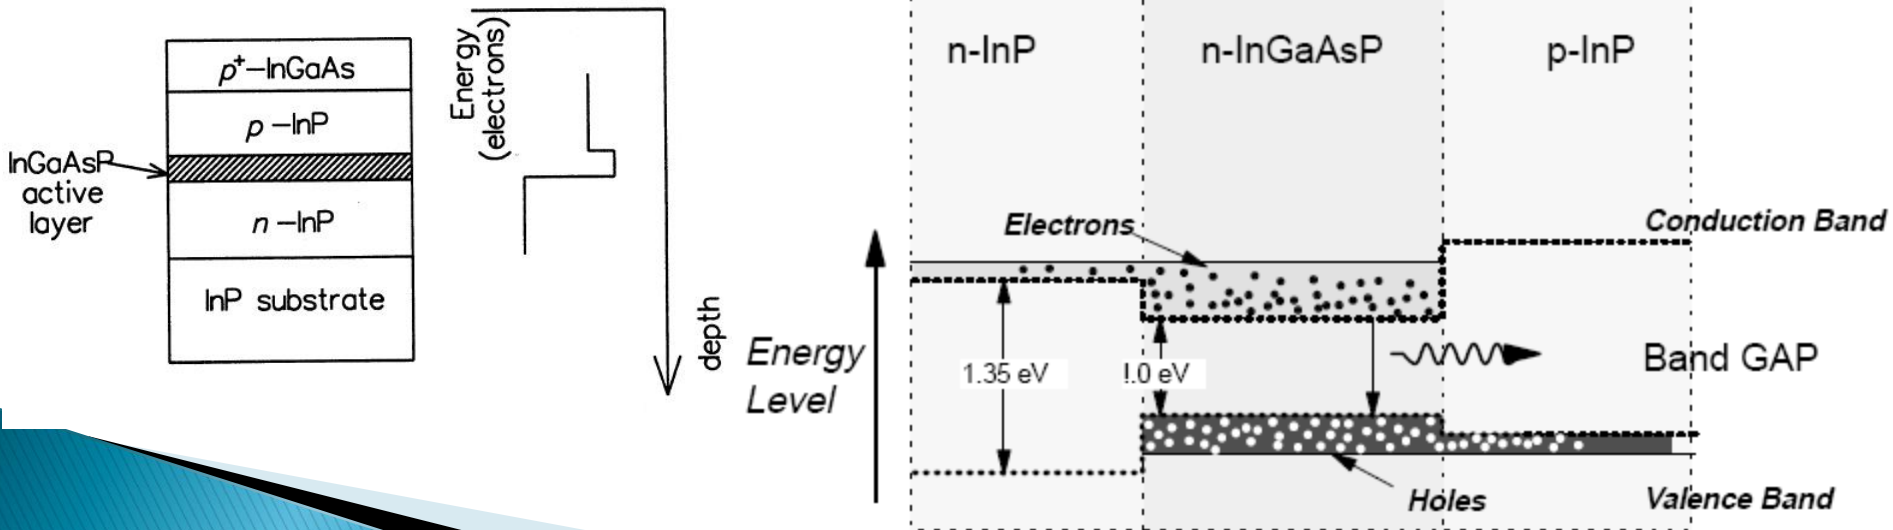 p⁺–InGaAs
p –InP
InGaAsP
active
layer
n –InP
InP substrate
Energy
(electrons)
depth
n-InP
n-InGaAsP
p-InP
Electrons
Conduction Band
Energy
Level
1.35 eV
!.0 eV
Band GAP
Holes
Valence Band